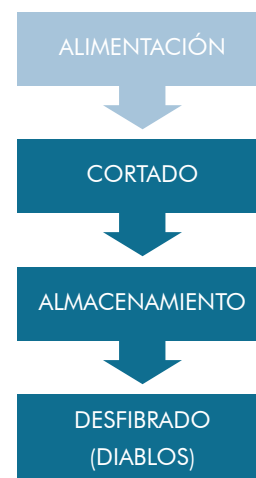 ALIMENTACIÓN
CORTADO
ALMACENAMIENTO
DESFIBRADO
(DIABLOS)